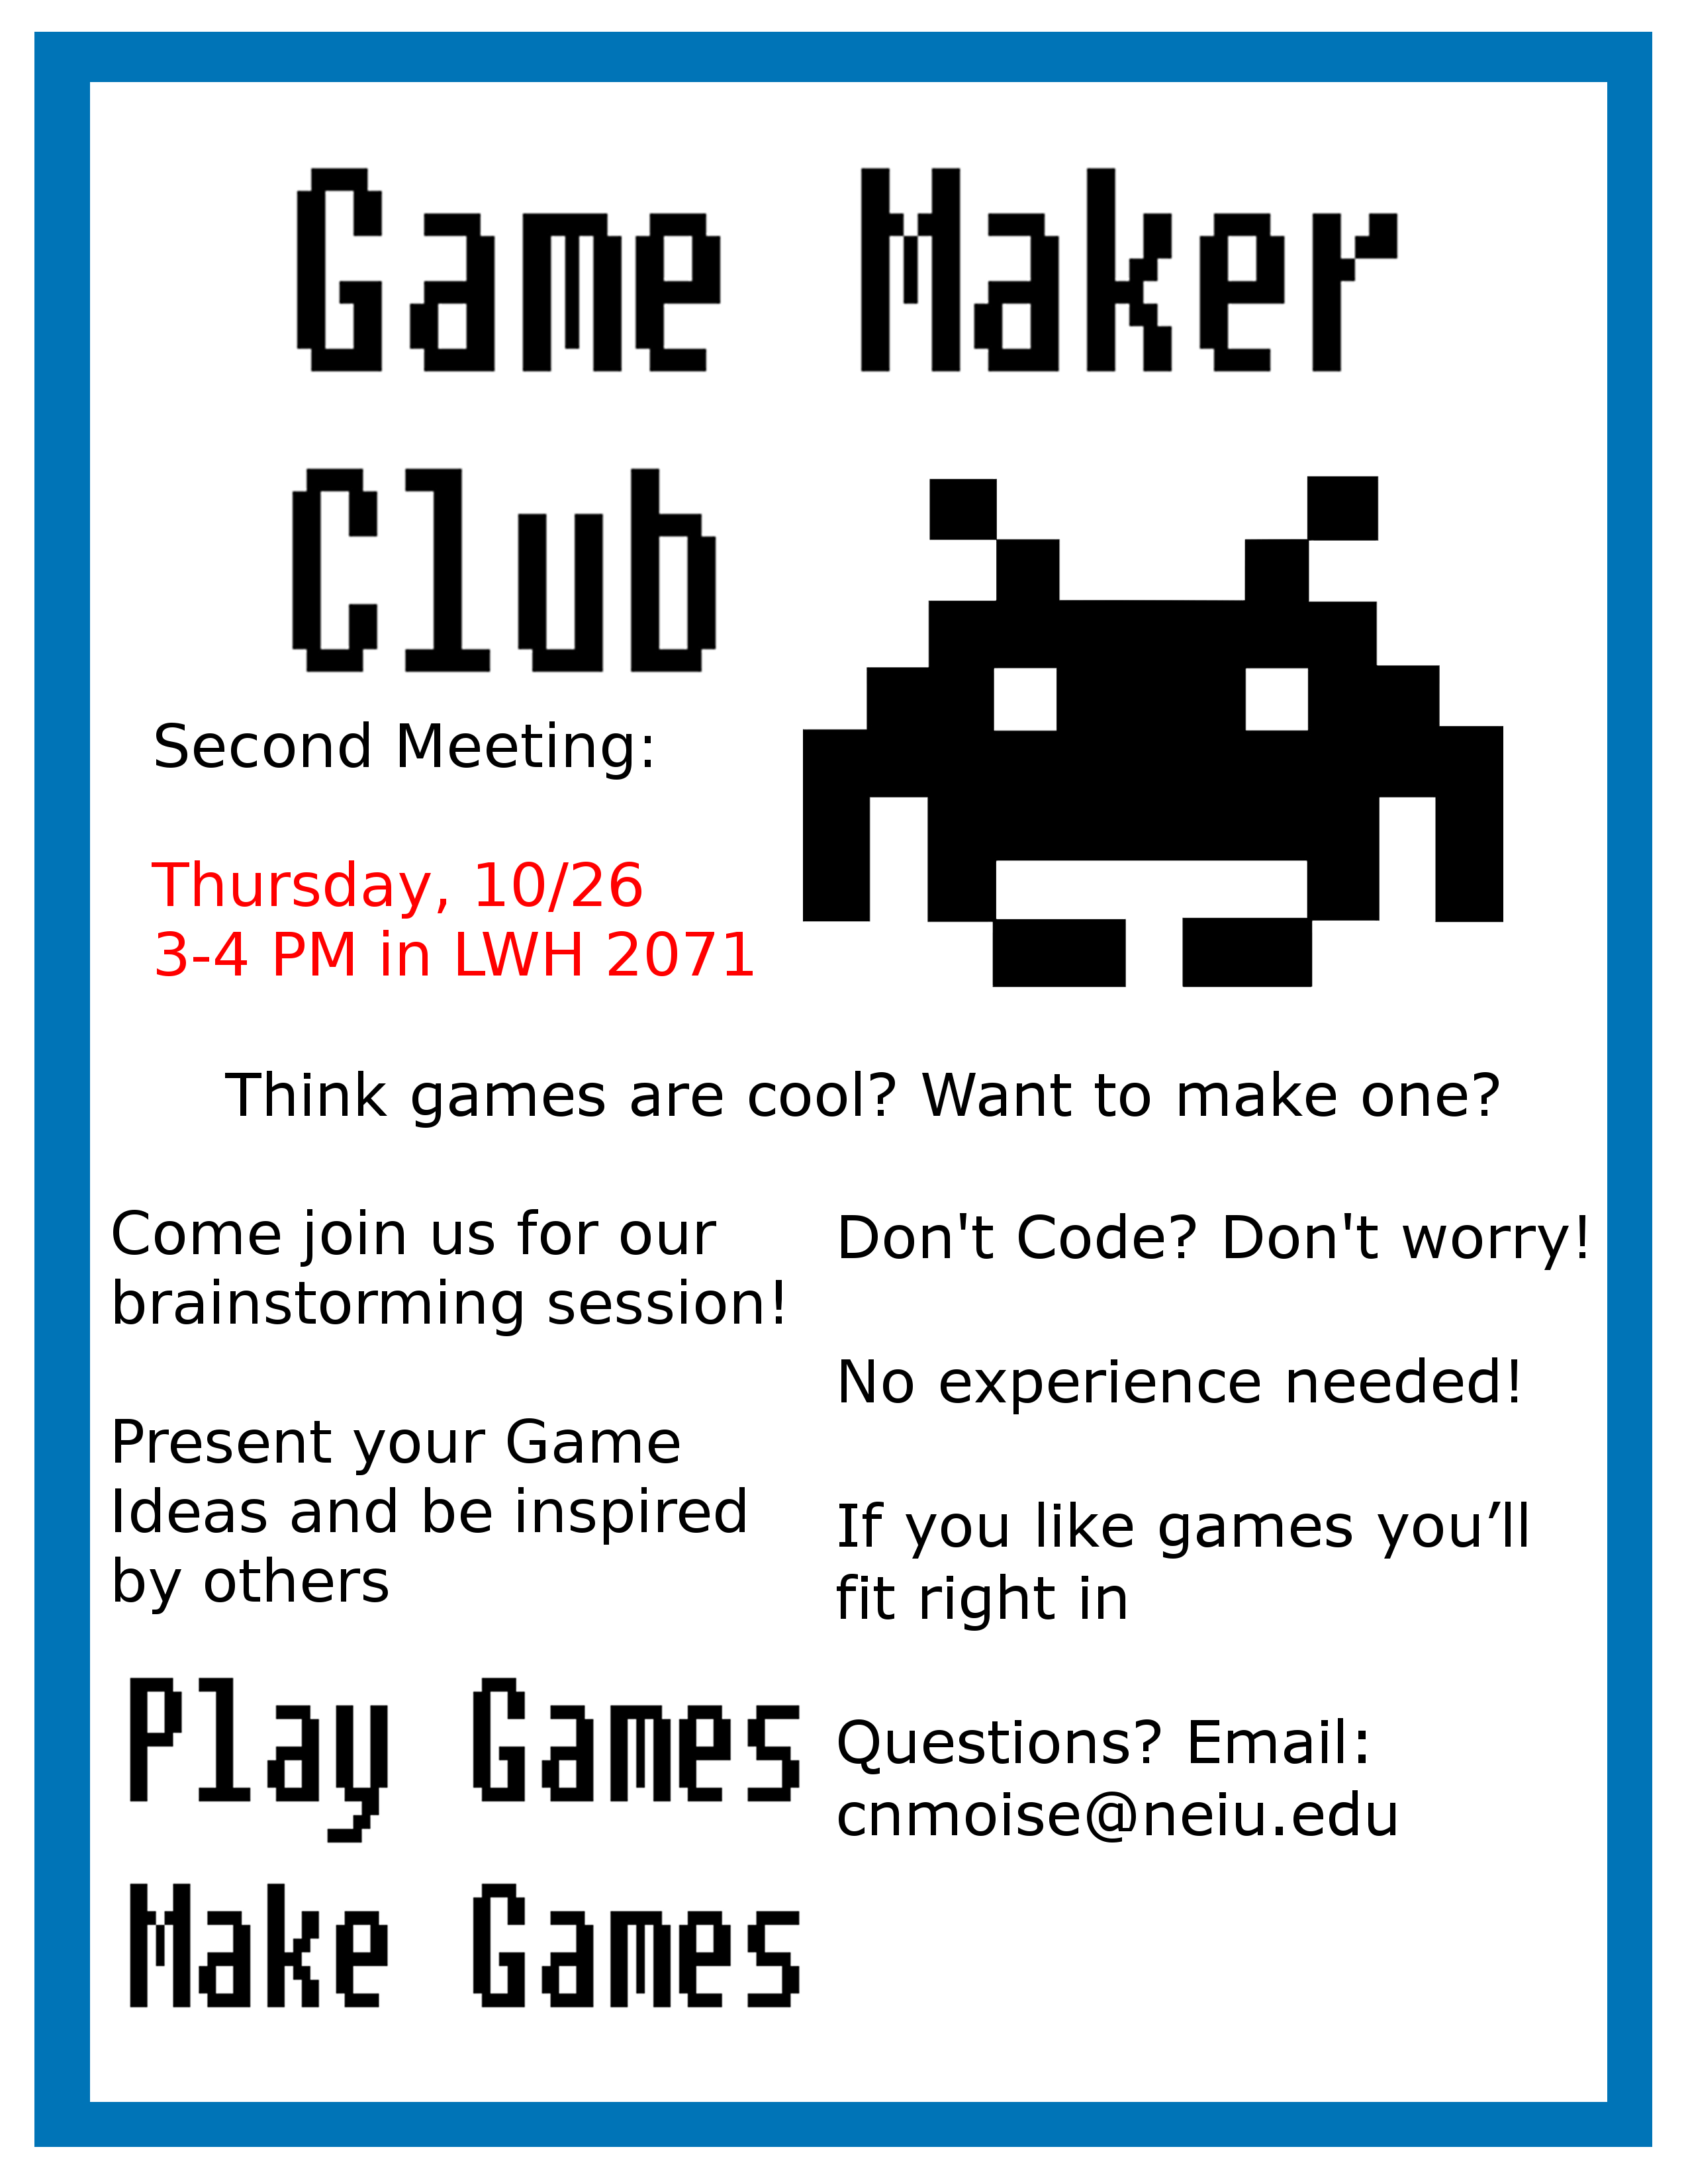 Game Maker
Club
Second Meeting:
Thursday, 10/26
3-4 PM in LWH 2071
Think games are cool? Want to make one?
Come join us for our
brainstorming session!
Present your Game
Ideas and be inspired
by others
Play Games
Make Games
Don't Code? Don't worry!
No experience needed!
If you like games you’ll
fit right in
Questions? Email:
cnmoise@neiu.edu